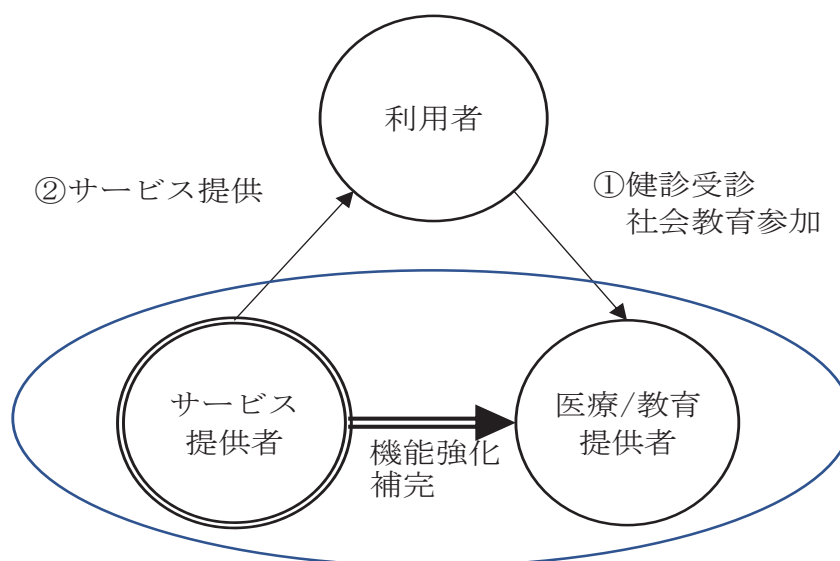 利用者
②サービス提供
①健診受診
社会教育参加
サービス
提供者
機能強化
補完
医療/教育
提供者